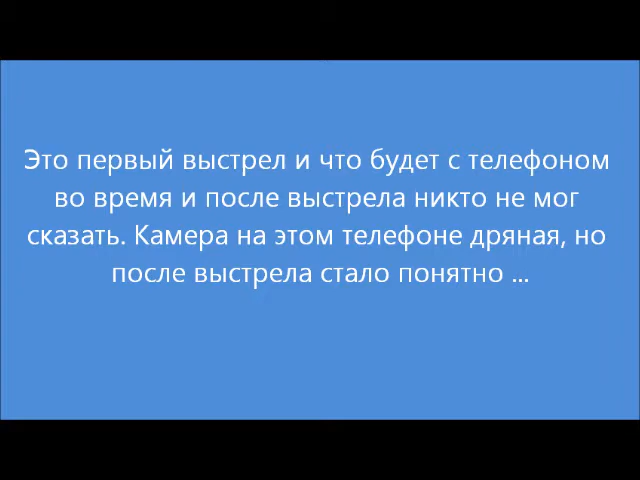 Это первый выстрел и что будет с телефоном
во время и после выстрела никто не мог
сказать. Камера на этом телефоне дряная, но
после выстрела стало понятно ...